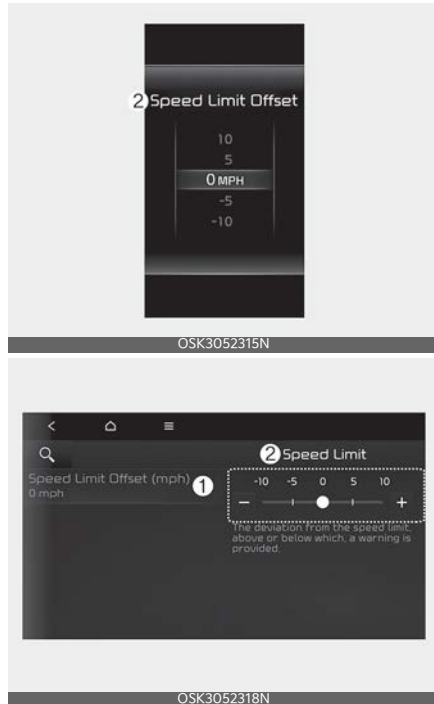 2 Speed Limit Offset
10
5
0 MPH
-5
-10
OSK3052315N
2 Speed Limit
Speed Limit Offset (mph) 1
0 mph
-10 -5 0 5 10
− +
The deviation from the speed limit,
above or below which, a warning is
provided.
OSK3052318N